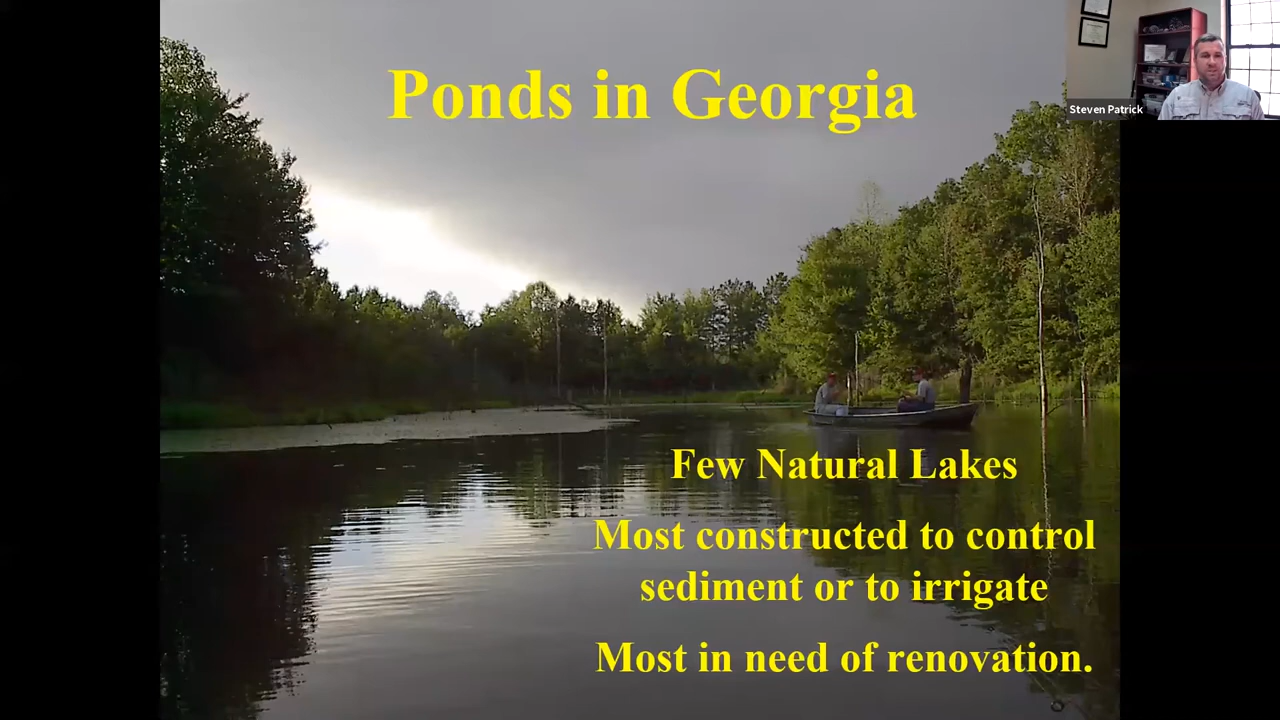 Ponds in Georgia
Steven Patrick
Few Natural Lakes
Most constructed to control
sediment or to irrigate
Most in need of renovation.